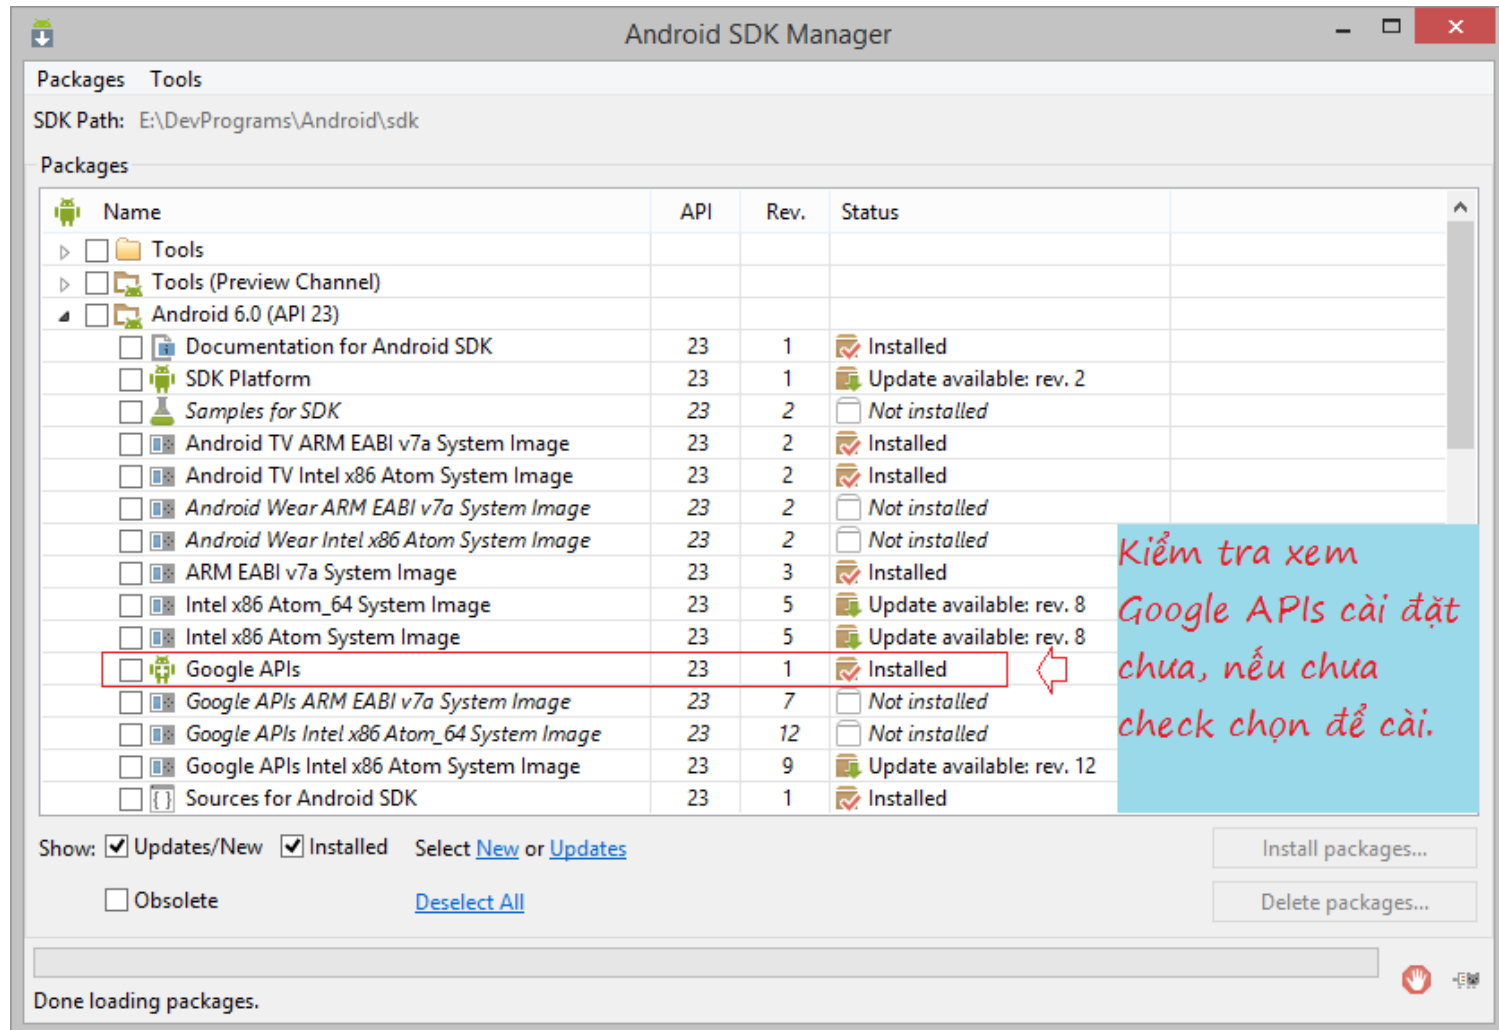 Android SDK Manager
Packages Tools
SDK Path: E:\DevPrograms\Android\sdk
Packages
Name API Rev. Status
Tools
Tools (Preview Channel)
Android 6.0 (API 23)
Documentation for Android SDK 23 1 Installed
SDK Platform 23 1 Update available: rev. 2
Samples for SDK 23 2 Not installed
Android TV ARM EABI v7a System Image 23 2 Installed
Android TV Intel x86 Atom System Image 23 2 Installed
Android Wear ARM EABI v7a System Image 23 2 Not installed
Android Wear Intel x86 Atom System Image 23 2 Not installed
ARM EABI v7a System Image 23 3 Installed
Intel x86 Atom_64 System Image 23 5 Update available: rev. 8
Intel x86 Atom System Image 23 5 Update available: rev. 8
Google APIs 23 1 Installed
Google APIs ARM EABI v7a System Image 23 7 Not installed
Google APIs Intel x86 Atom_64 System Image 23 12 Not installed
Google APIs Intel x86 Atom System Image 23 9 Update available: rev. 12
Sources for Android SDK 23 1 Installed
Kiểm tra xem
Google APIs cài đặt
chưa, nếu chưa
check chọn để cài.
Show: Updates/New Installed Select New or Updates Install packages...
Obsolete Deselect All Delete packages...
Done loading packages.